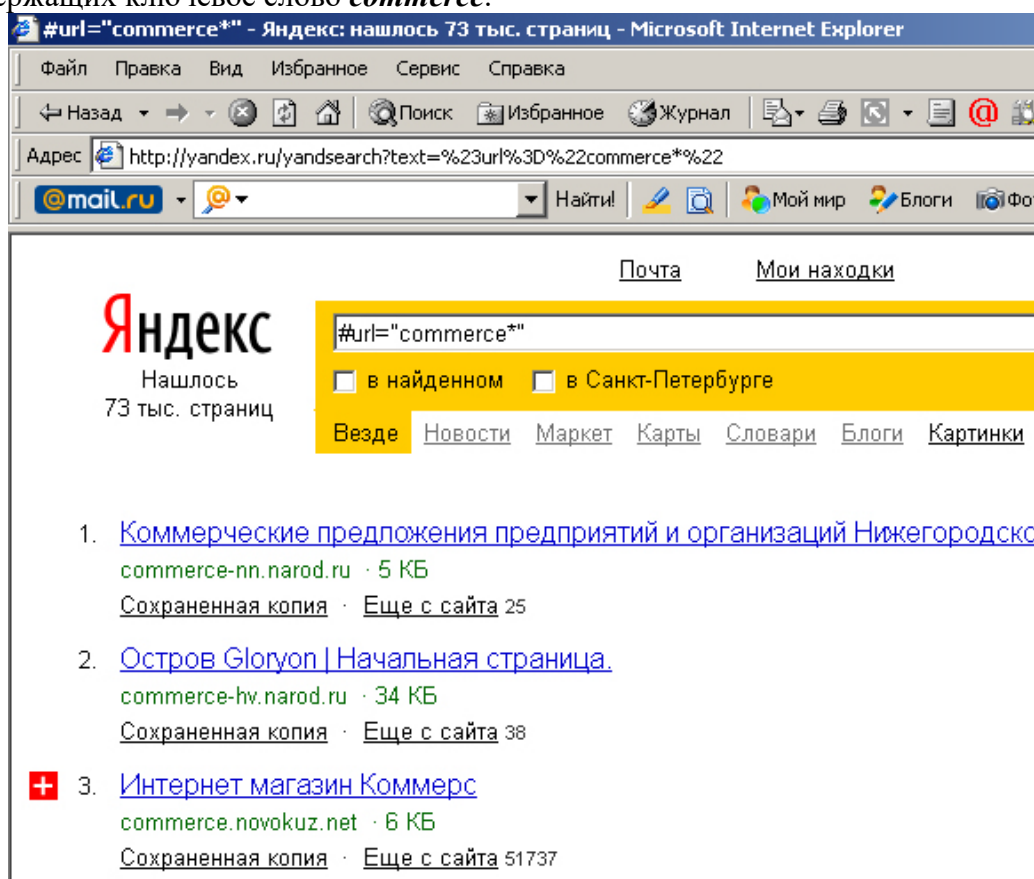 ержащих ключевое слово commerce.
#url="commerce*" - Яндекс: нашлось 73 тыс. страниц - Microsoft Internet Explorer
Файл Правка Вид Избранное Сервис Справка
Назад Поиск Избранное Журнал
Адрес http://yandex.ru/yandsearch?text=%23url%3D%22commerce*%22
@mail.ru Найти! Мой мир Блоги Фо
Почта Мои находки
Яндекс
#url="commerce*"
Нашлось
73 тыс. страниц
в найденном в Санкт-Петербурге
Везде Новости Маркет Карты Словари Блоги Картинки
1. Коммерческие предложения предприятий и организаций Нижегородско
commerce-nn.narod.ru · 5 КБ
Сохраненная копия · Еще с сайта 25
2. Остров Gloryon | Начальная страница.
commerce-hv.narod.ru · 34 КБ
Сохраненная копия · Еще с сайта 38
3. Интернет магазин Коммерс
commerce.novokuz.net · 6 КБ
Сохраненная копия · Еще с сайта 51737